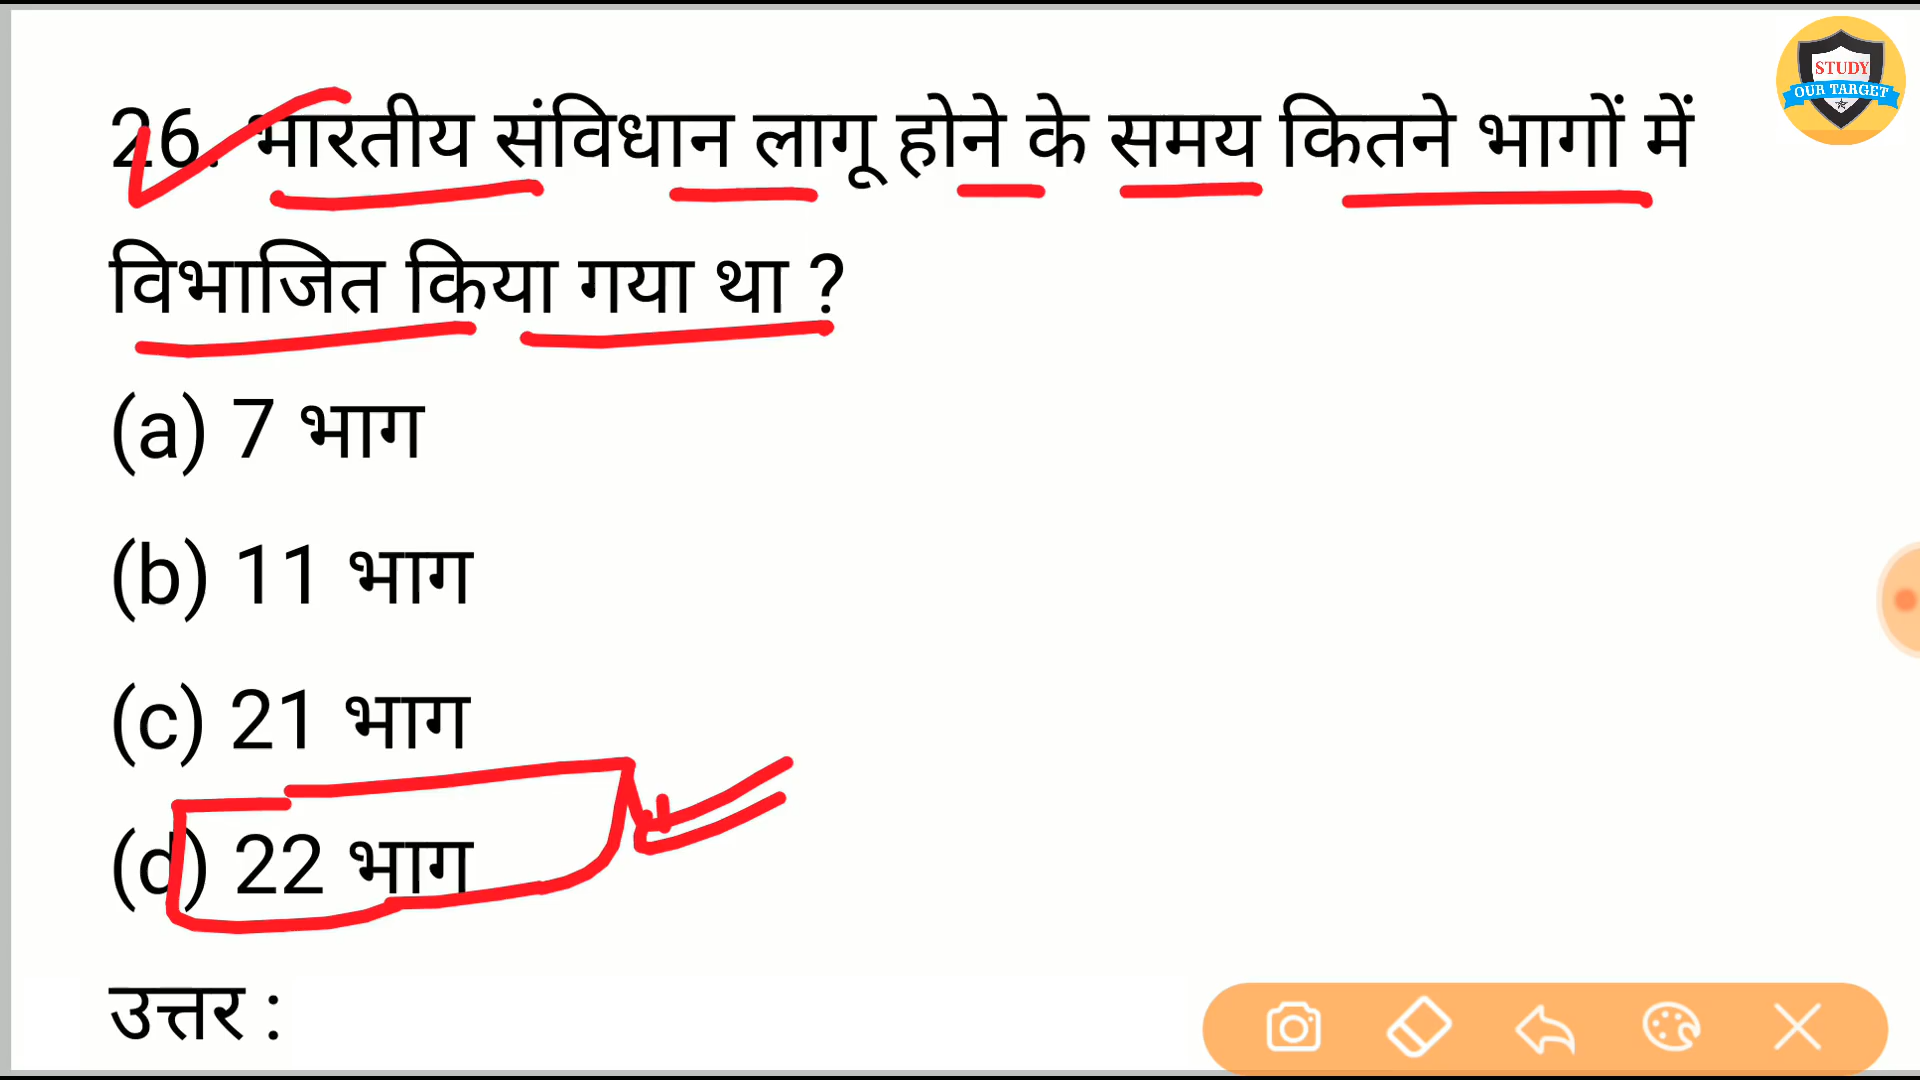 STUDY
OUR TARGET
26. भारतीय संविधान लागू होने के समय कितने भागों में
विभाजित किया गया था ?
(a) 7 भाग
(b) 11 भाग
(c) 21 भाग
(d) 22 भाग
उत्तर :